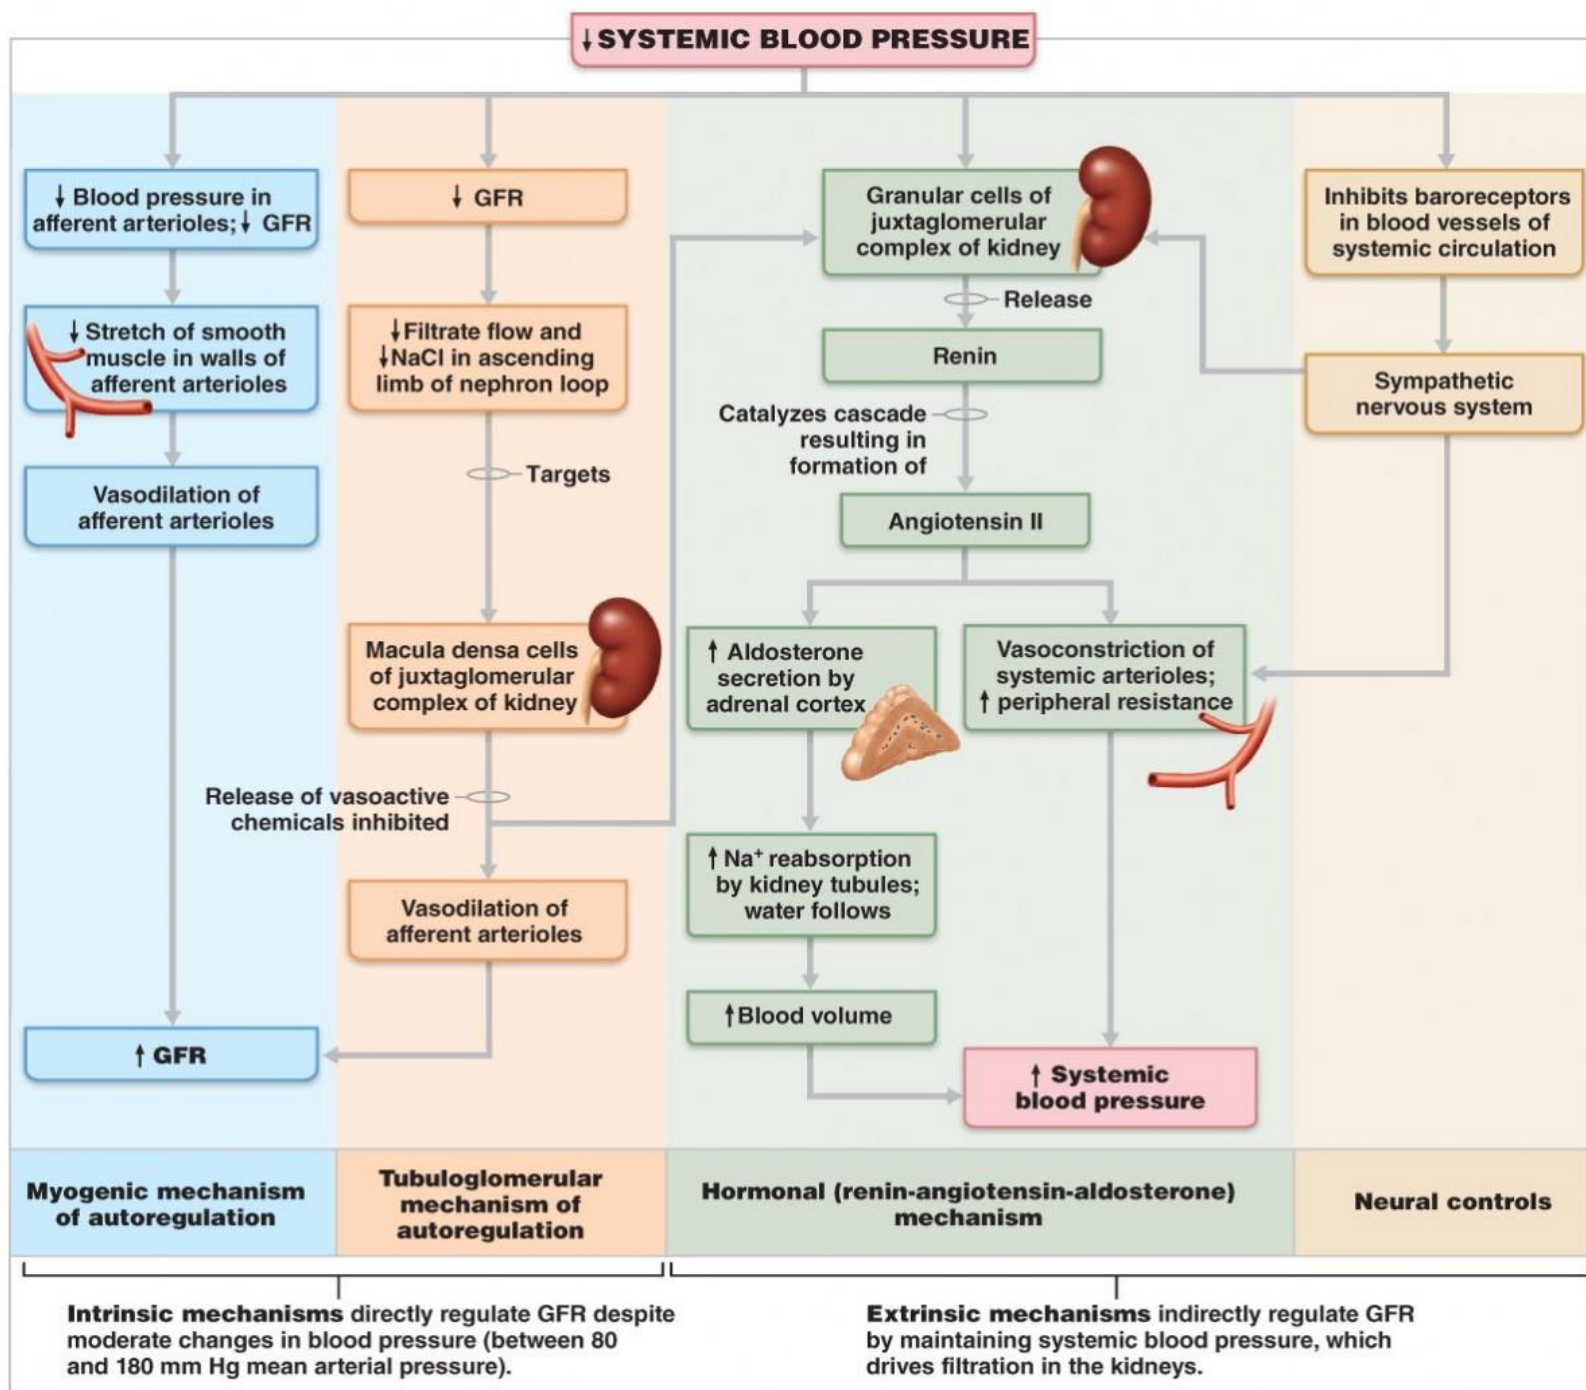 ↓ SYSTEMIC BLOOD PRESSURE
↓ Blood pressure in
afferent arterioles; ↓ GFR
↓ Stretch of smooth
muscle in walls of
afferent arterioles
Vasodilation of
afferent arterioles
↑ GFR
Myogenic mechanism
of autoregulation
↓ GFR
↓Filtrate flow and
↓NaCl in ascending
limb of nephron loop
Targets
Macula densa cells
of juxtaglomerular
complex of kidney
Release of vasoactive
chemicals inhibited
Vasodilation of
afferent arterioles
Tubuloglomerular
mechanism of
autoregulation
Granular cells of
juxtaglomerular
complex of kidney
Release
Renin
Catalyzes cascade
resulting in
formation of
Angiotensin II
↑ Aldosterone
secretion by
adrenal cortex
↑ Na⁺ reabsorption
by kidney tubules;
water follows
↑Blood volume
Vasoconstriction of
systemic arterioles;
↑ peripheral resistance
↑ Systemic
blood pressure
Hormonal (renin-angiotensin-aldosterone)
mechanism
Inhibits baroreceptors
in blood vessels of
systemic circulation
Sympathetic
nervous system
Neural controls
Intrinsic mechanisms directly regulate GFR despite
moderate changes in blood pressure (between 80
and 180 mm Hg mean arterial pressure).
Extrinsic mechanisms indirectly regulate GFR
by maintaining systemic blood pressure, which
drives filtration in the kidneys.